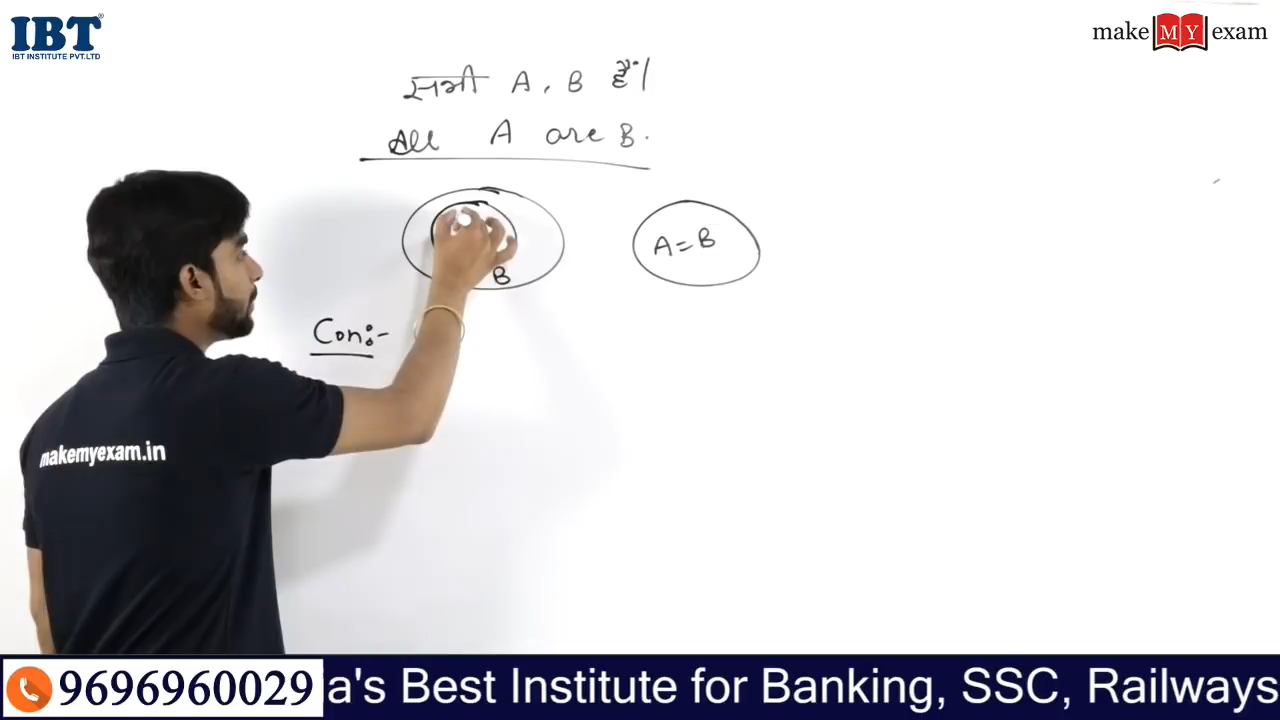 IBT®
IBT INSTITUTE PVT.LTD
make MY exam
सभी A, B हैं।
All A are B.
B
A = B
Con:-
makemyexam.in
9696960029
a's Best Institute for Banking, SSC, Railways